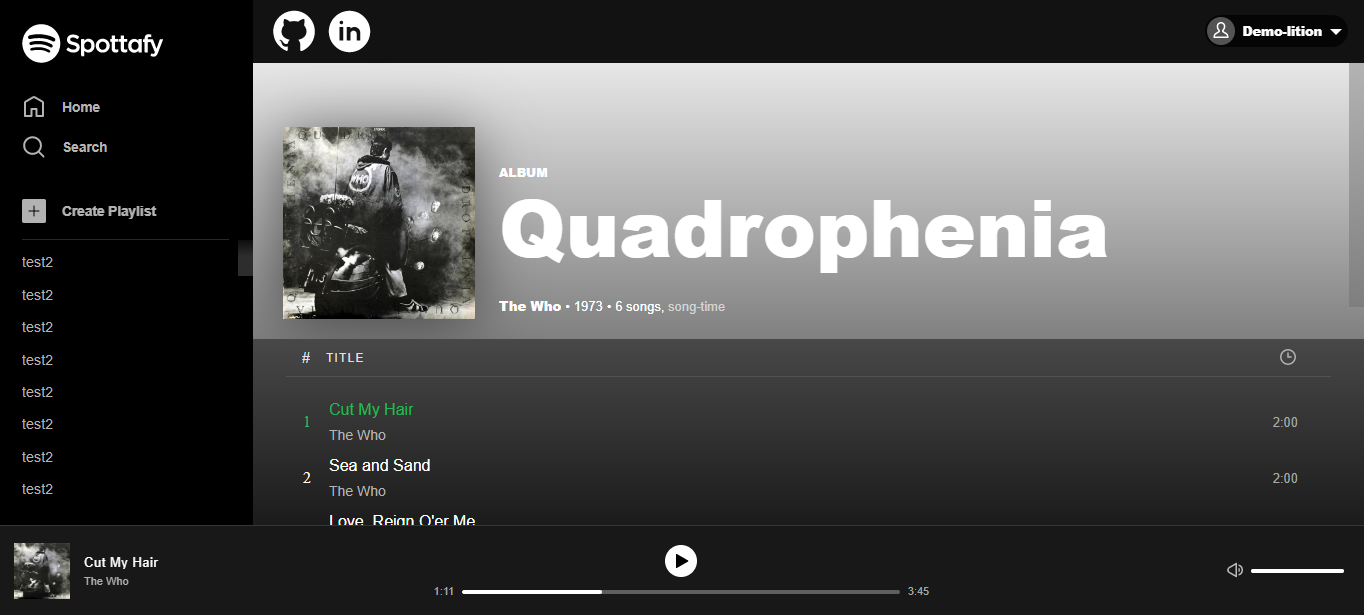 Spottafy
in
Demo-lition
Home
Search
Create Playlist
test2
test2
test2
test2
test2
test2
test2
test2
WHO
ALBUM
Quadrophenia
The Who • 1973 • 6 songs, song-time
# TITLE
1 Cut My Hair 2:00
The Who
2 Sea and Sand 2:00
The Who
Love, Reign O'er Me
Cut My Hair
The Who
1:11 3:45